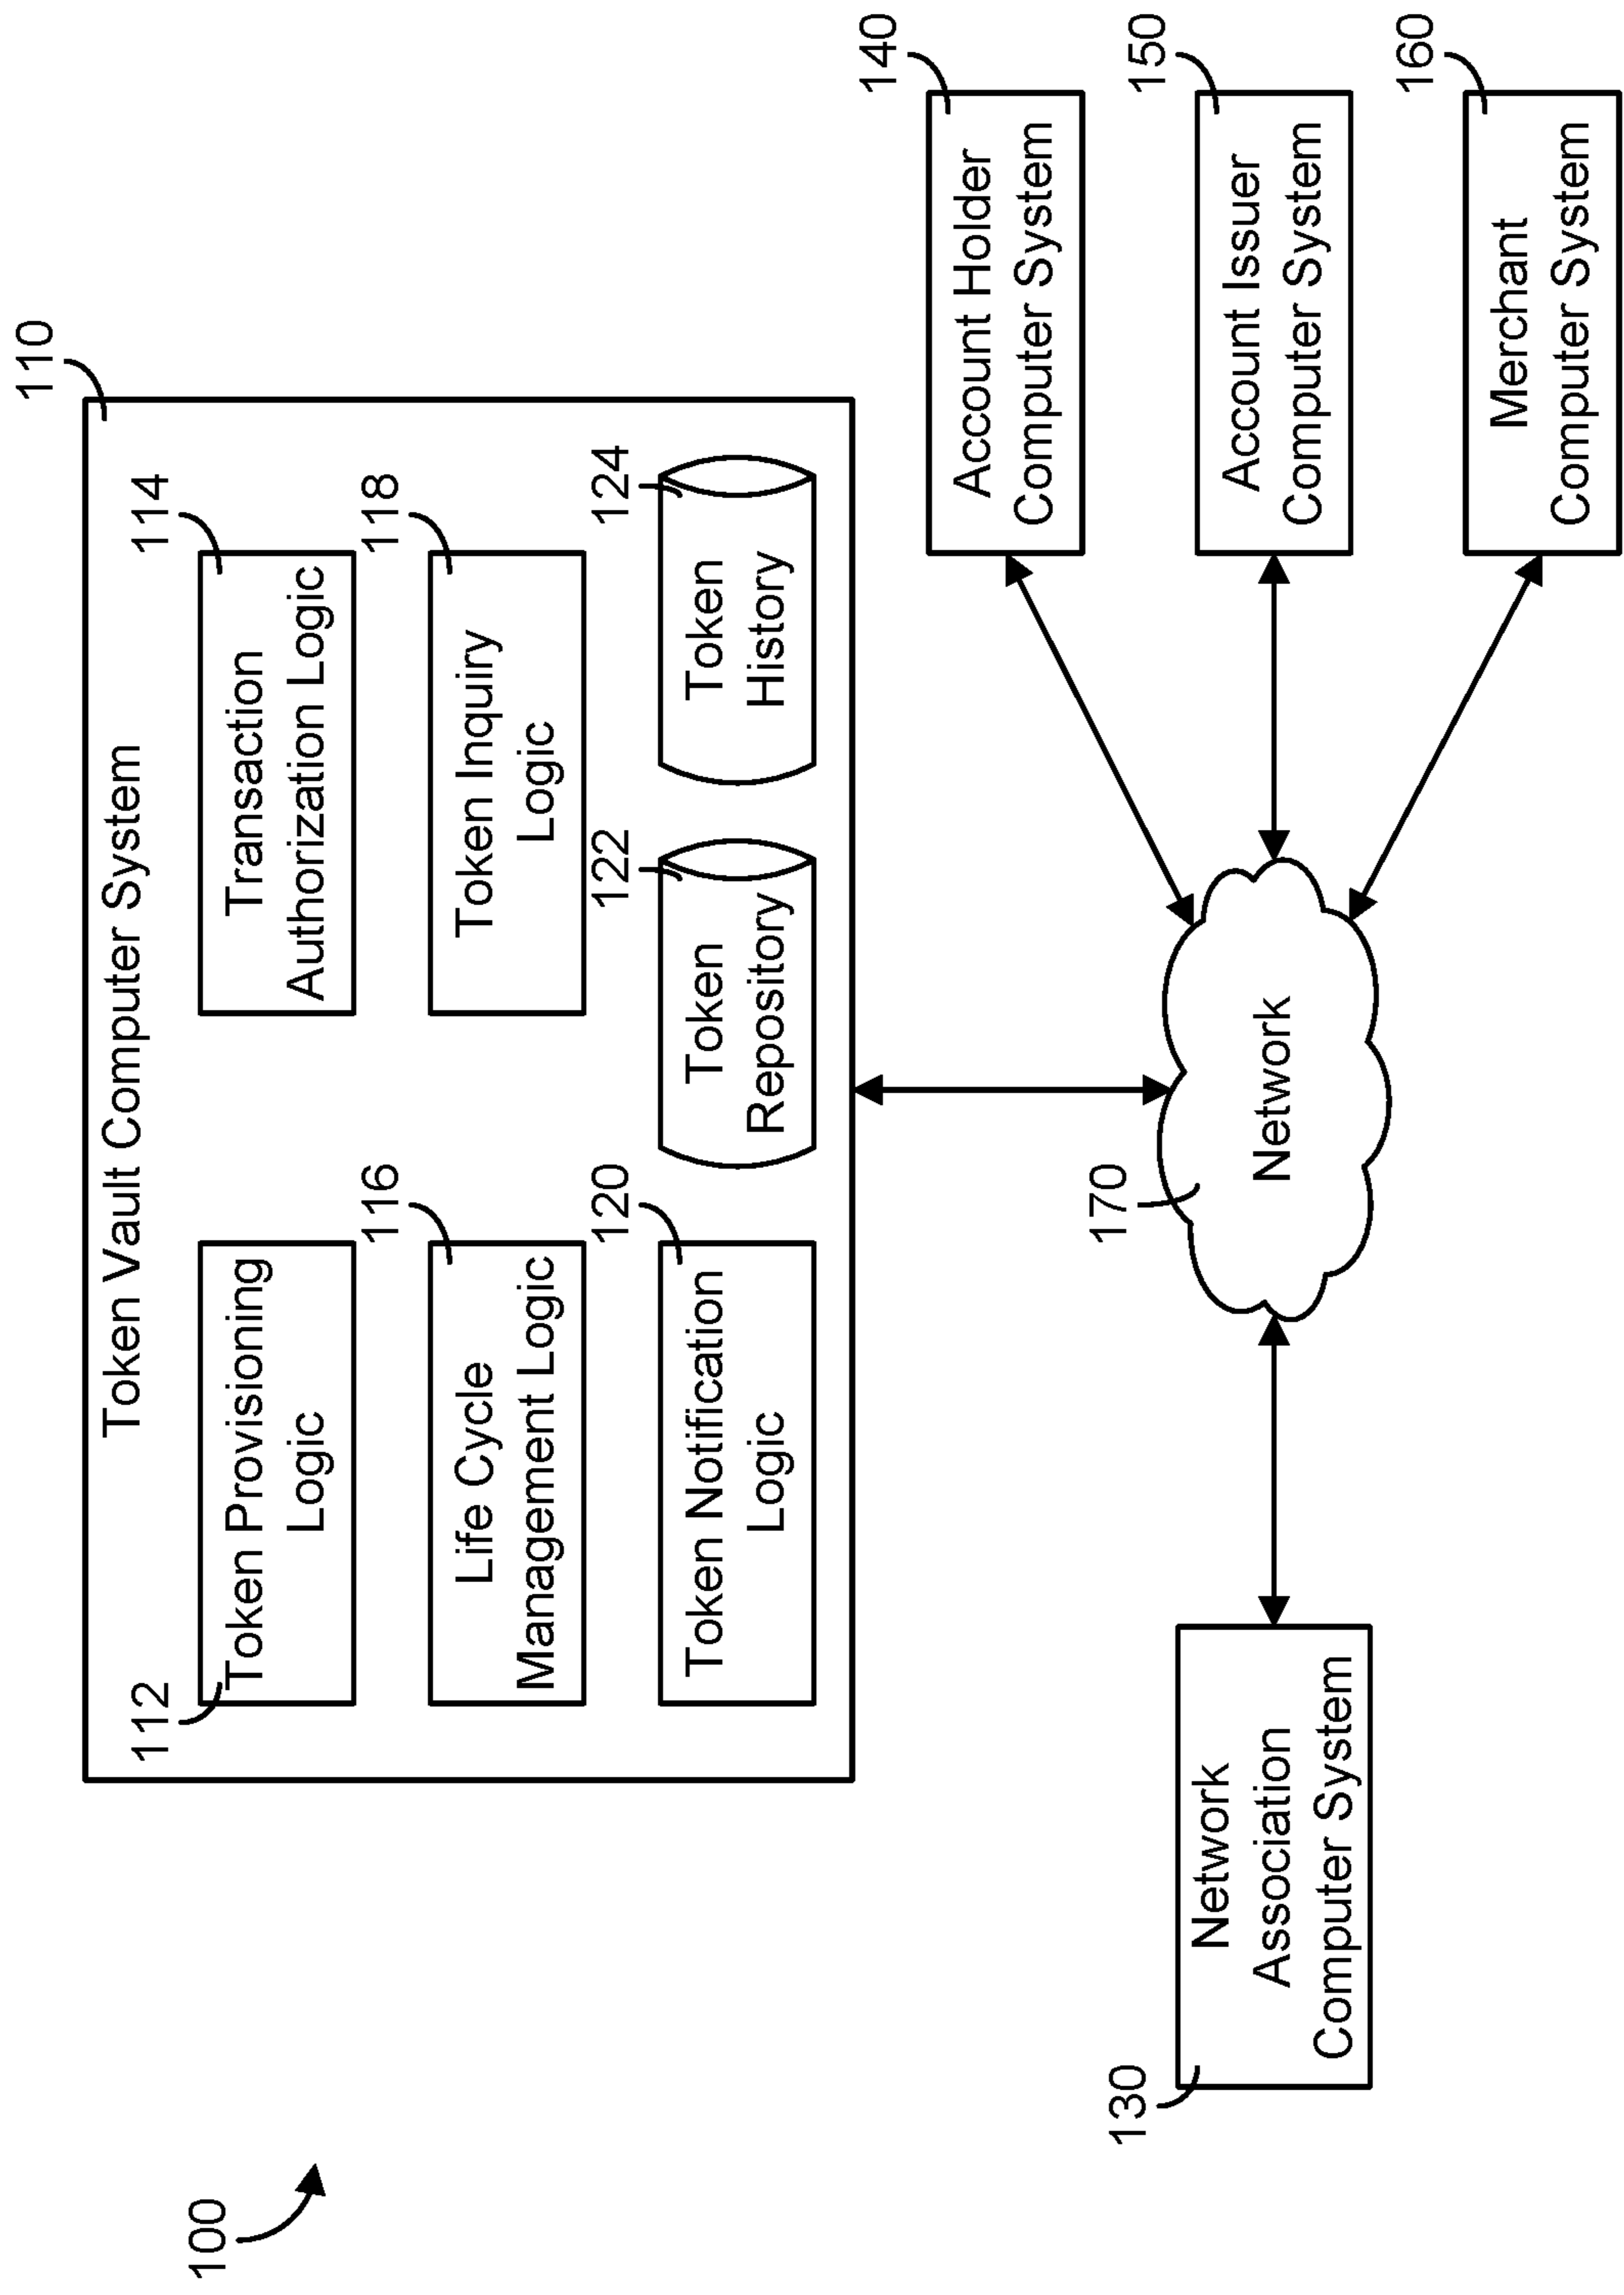 100
110
Token Vault Computer System
112
Token Provisioning
Logic
114
Transaction
Authorization Logic
116
Life Cycle
Management Logic
118
Token Inquiry
Logic
120
Token Notification
Logic
122
Token
Repository
124
Token
History
130
Network
Association
Computer System
170
Network
140
Account Holder
Computer System
150
Account Issuer
Computer System
160
Merchant
Computer System